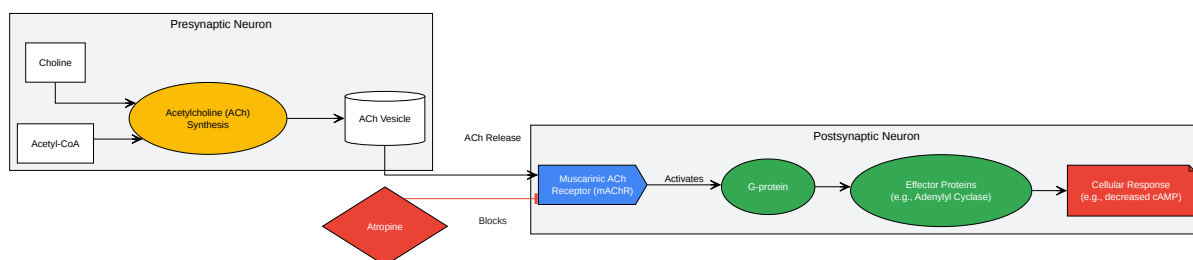 Presynaptic Neuron
Choline
Acetyl-CoA
Acetylcholine (ACh)
Synthesis
ACh Vesicle
ACh Release
Atropine
Blocks
Postsynaptic Neuron
Muscarinic ACh
Receptor (mAChR)
Activates
G-protein
Effector Proteins
(e.g., Adenylyl Cyclase)
Cellular Response
(e.g., decreased cAMP)